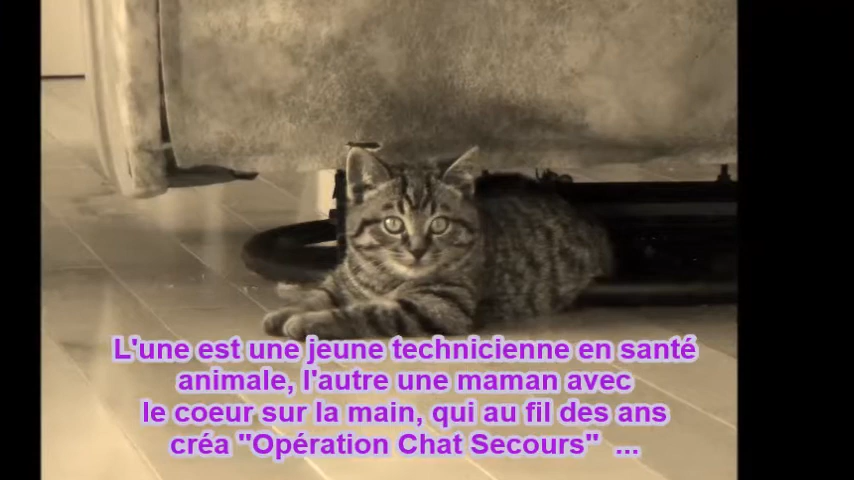 L'une est une jeune technicienne en santé
animale, l'autre une maman avec
le coeur sur la main, qui au fil des ans
créa "Opération Chat Secours" ...